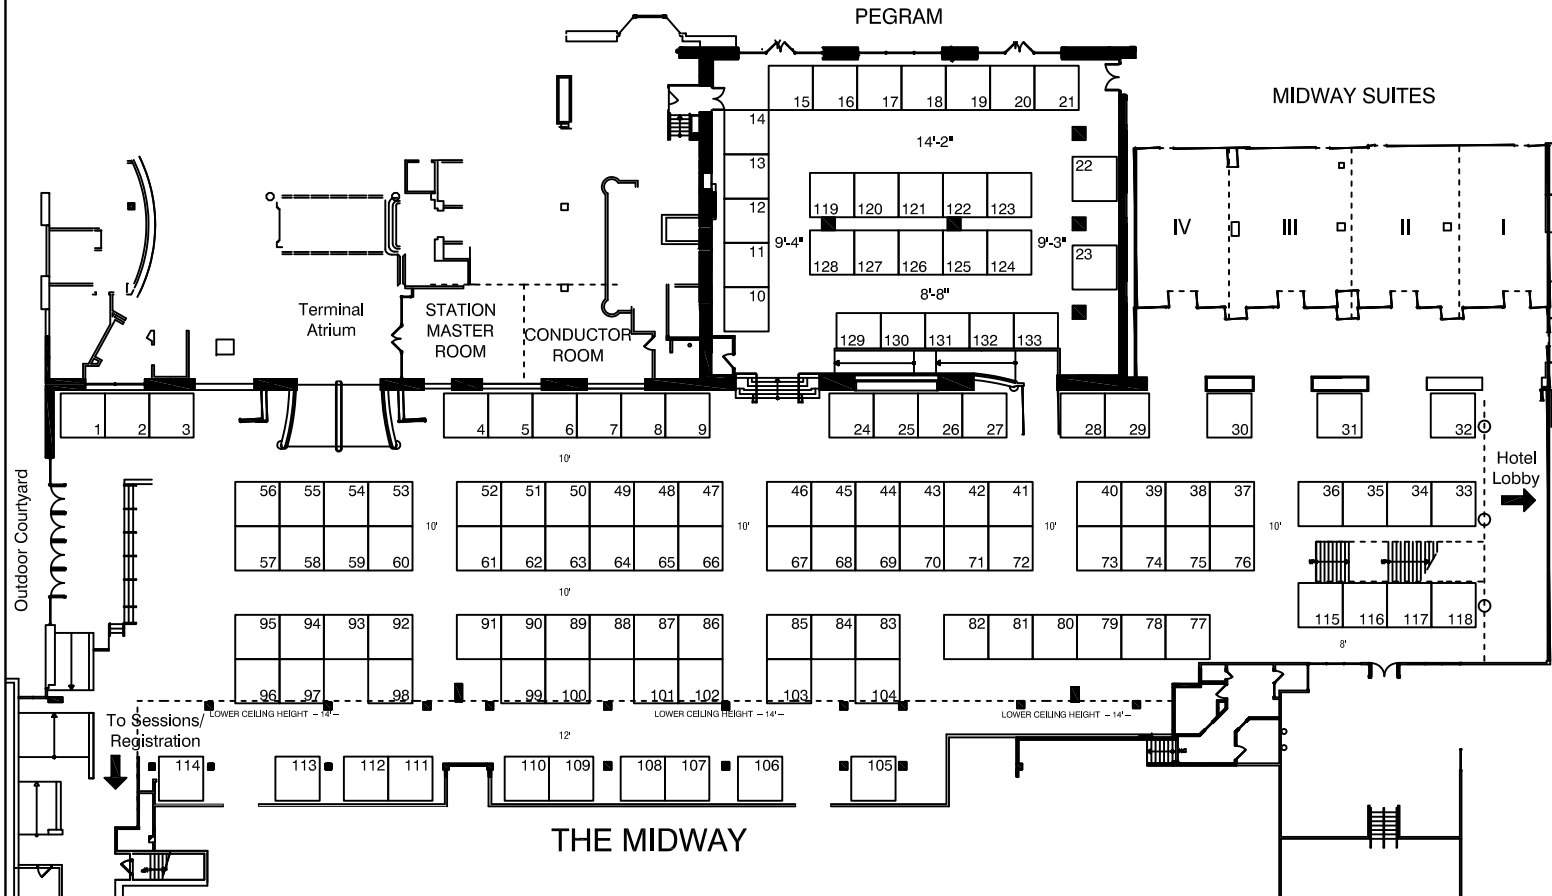 PEGRAM
MIDWAY SUITES
15 16 17 18 19 20 21
14
14'-2"
13
22
12
119 120 121 122 123
IV III II I
9'-4"
9'-3"
11
128 127 126 125 124
23
10
8'-8"
Terminal
Atrium
STATION
MASTER
ROOM
CONDUCTOR
ROOM
129 130 131 132 133
1 2 3 4 5 6 7 8 9 24 25 26 27 28 29 30 31 32
10'
Hotel
Lobby
Outdoor Courtyard
56 55 54 53 52 51 50 49 48 47 46 45 44 43 42 41 40 39 38 37 36 35 34 33
10' 10' 10' 10'
57 58 59 60 61 62 63 64 65 66 67 68 69 70 71 72 73 74 75 76
10'
95 94 93 92 91 90 89 88 87 86 85 84 83 82 81 80 79 78 77 115 116 117 118
8'
96 97 98 99 100 101 102 103 104
LOWER CEILING HEIGHT – 14' – LOWER CEILING HEIGHT – 14' – LOWER CEILING HEIGHT – 14' –
To Sessions/
Registration
12'
114 113 112 111 110 109 108 107 106 105
THE MIDWAY